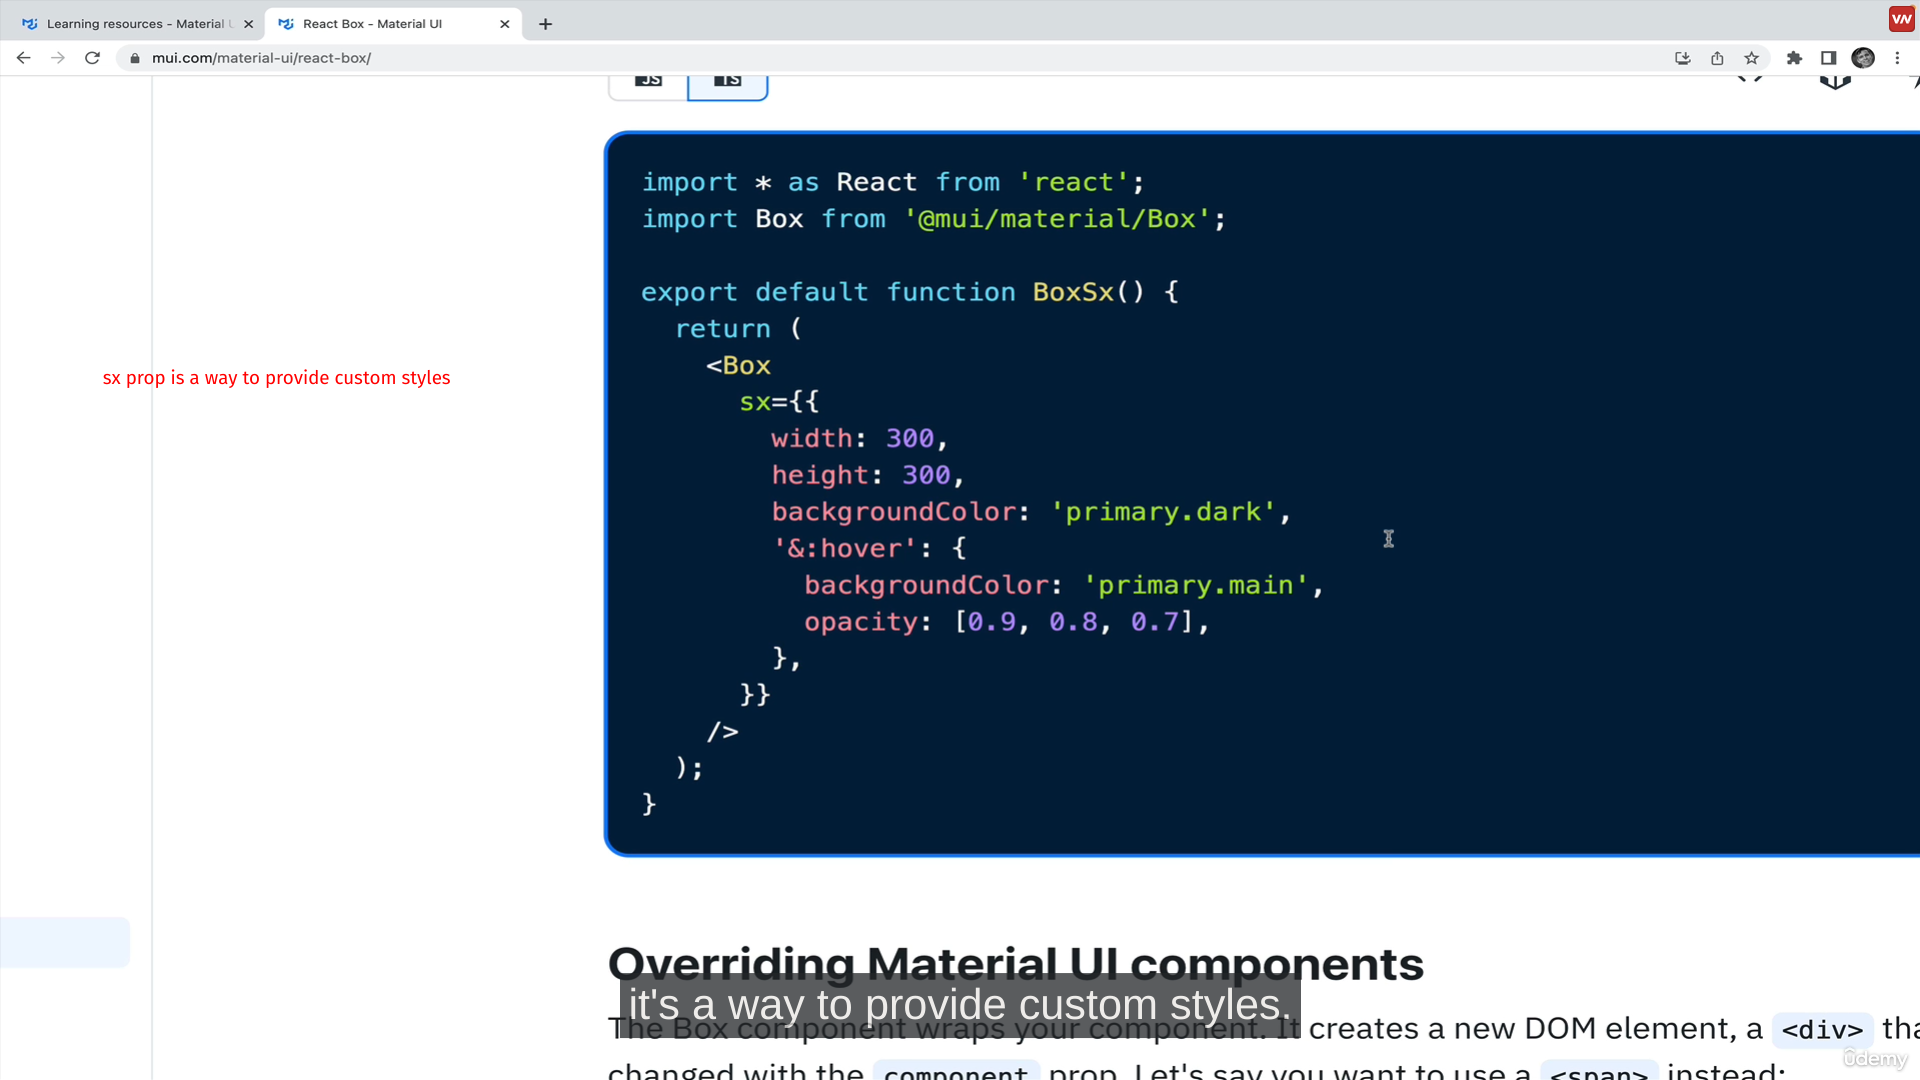 Learning resources - Material U
React Box - Material UI
VN
mui.com/material-ui/react-box/
JS
TS
import * as React from 'react';
import Box from '@mui/material/Box';
export default function BoxSx() {
return (
<Box
sx={{
width: 300,
height: 300,
backgroundColor: 'primary.dark',
'&:hover': {
backgroundColor: 'primary.main',
opacity: [0.9, 0.8, 0.7],
},
}}
/>
);
}
sx prop is a way to provide custom styles
Overriding Material UI components
it's a way to provide custom styles.
The Box component wraps your component. It creates a new DOM element, a <div> tha
changed with the component prop. Let's say you want to use a <span> instead:
ûdemy